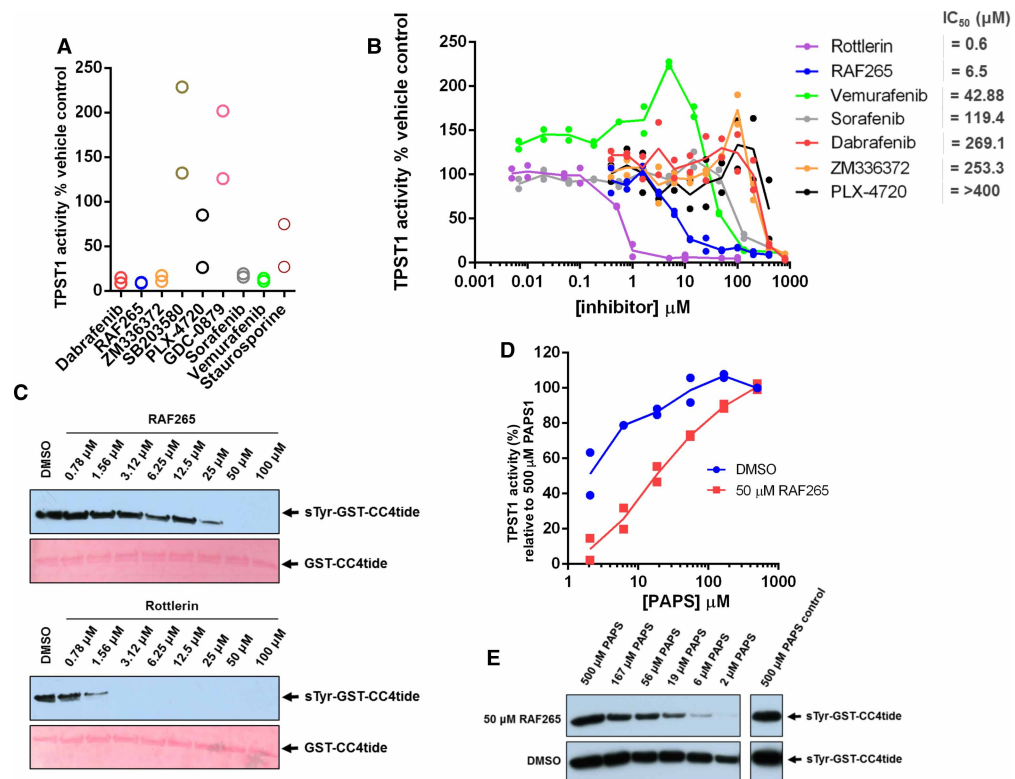 A
TPST1 activity % vehicle control
250
200
150
100
50
0
Dabrafenib
RAF265
ZM336372
SB203580
PLX-4720
GDC-0879
Sorafenib
Vemurafenib
Staurosporine
B
TPST1 activity % vehicle control
250
200
150
100
50
0
0.001
0.01
0.1
1
10
100
1000
[inhibitor] μM
IC50 (μM)
Rottlerin = 0.6
RAF265 = 6.5
Vemurafenib = 42.88
Sorafenib = 119.4
Dabrafenib = 269.1
ZM336372 = 253.3
PLX-4720 = >400
C
RAF265
DMSO
0.78 μM
1.56 μM
3.12 μM
6.25 μM
12.5 μM
25 μM
50 μM
100 μM
sTyr-GST-CC4tide
GST-CC4tide
Rottlerin
DMSO
0.78 μM
1.56 μM
3.12 μM
6.25 μM
12.5 μM
25 μM
50 μM
100 μM
sTyr-GST-CC4tide
GST-CC4tide
D
TPST1 activity (%)
relative to 500 μM PAPS1
120
100
80
60
40
20
0
1
10
100
1000
[PAPS] μM
DMSO
50 μM RAF265
E
500 μM PAPS
167 μM PAPS
56 μM PAPS
19 μM PAPS
6 μM PAPS
2 μM PAPS
500 μM PAPS control
50 μM RAF265
sTyr-GST-CC4tide
DMSO
sTyr-GST-CC4tide